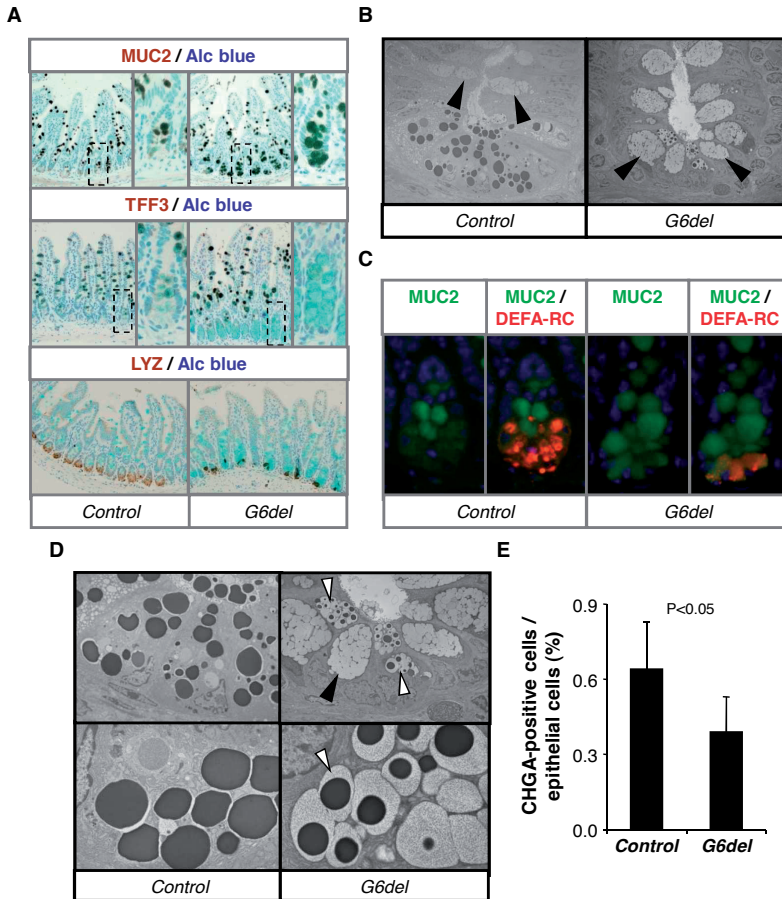 A
MUC2 / Alc blue
TFF3 / Alc blue
LYZ / Alc blue
Control G6del
B
Control G6del
C
MUC2 MUC2 / DEFA-RC MUC2 MUC2 / DEFA-RC
Control G6del
D
Control G6del
E
P<0.05
CHGA-positive cells /
epithelial cells (%)
0.9
0.6
0.3
0.0
Control G6del